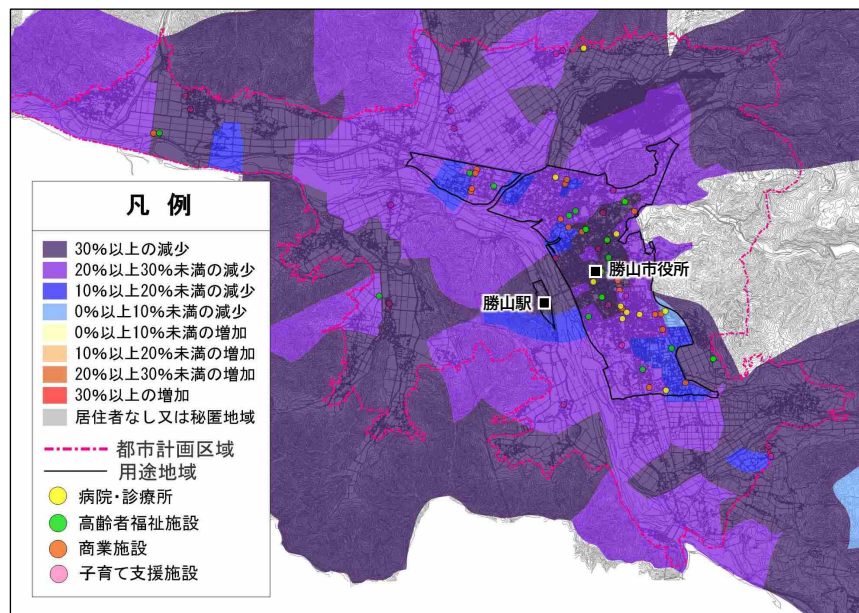 凡 例
30%以上の減少
20%以上30%未満の減少
10%以上20%未満の減少
0%以上10%未満の減少
0%以上10%未満の増加
10%以上20%未満の増加
20%以上30%未満の増加
30%以上の増加
居住者なし又は秘匿地域
都市計画区域
用途地域
病院・診療所
高齢者福祉施設
商業施設
子育て支援施設
勝山市役所
勝山駅